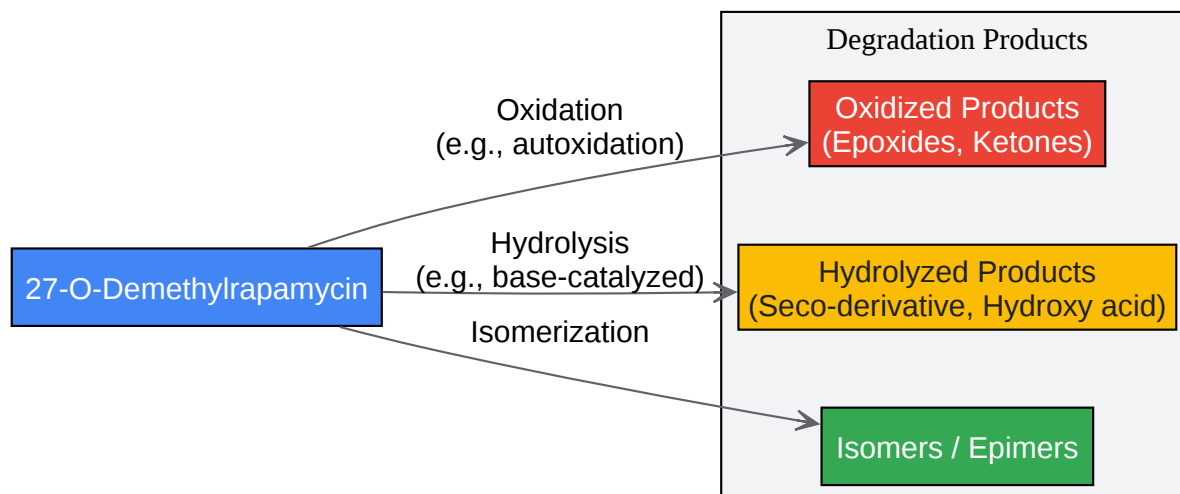 Degradation Products
Oxidation
(e.g., autoxidation)
Oxidized Products
(Epoxides, Ketones)
27-O-Demethylrapamycin
Hydrolysis
(e.g., base-catalyzed)
Hydrolyzed Products
(Seco-derivative, Hydroxy acid)
Isomerization
Isomers / Epimers